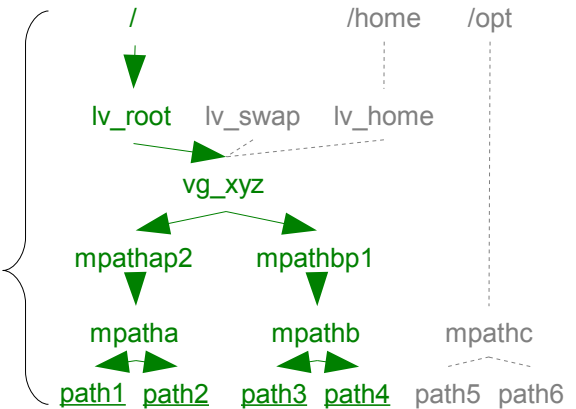 / /home /opt
lv_root lv_swap lv_home
vg_xyz
mpathap2 mpathbp1
mpatha mpathb mpathc
path1 path2 path3 path4 path5 path6